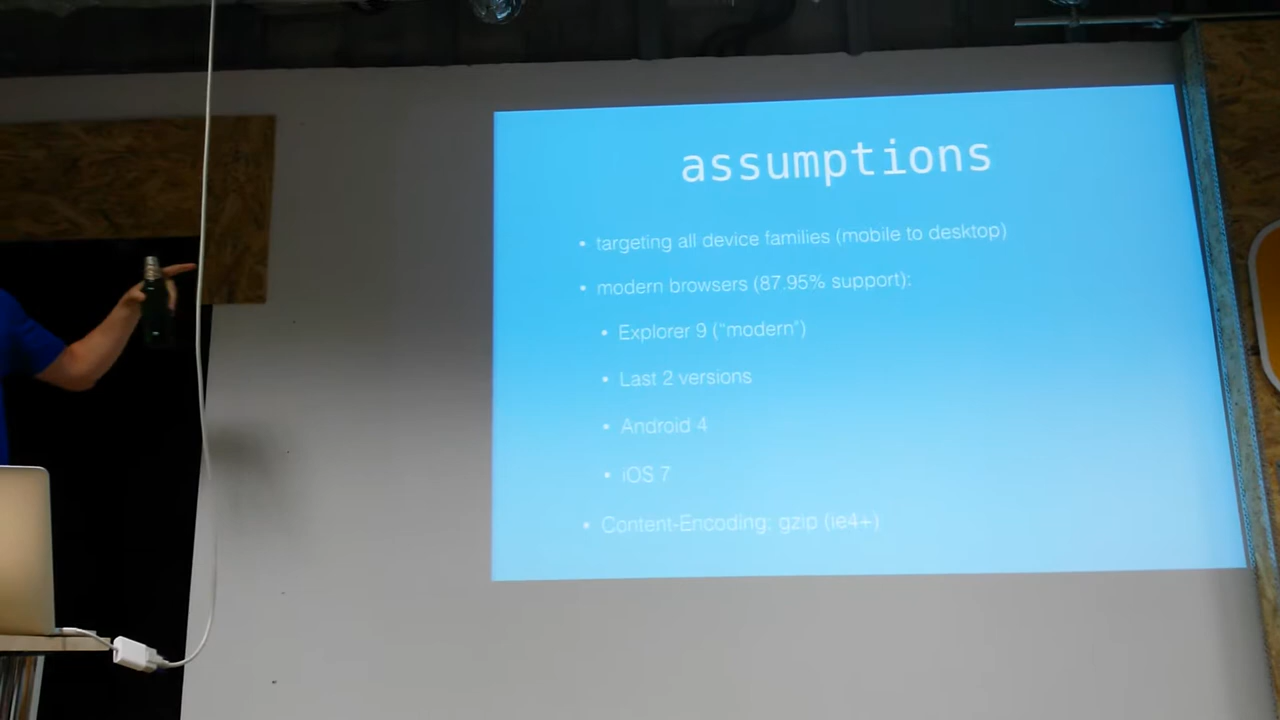 assumptions
• targeting all device families (mobile to desktop)
• modern browsers (87.95% support):
• Explorer 9 ("modern")
• Last 2 versions
• Android 4
• iOS 7
• Content-Encoding: gzip (ie4+)